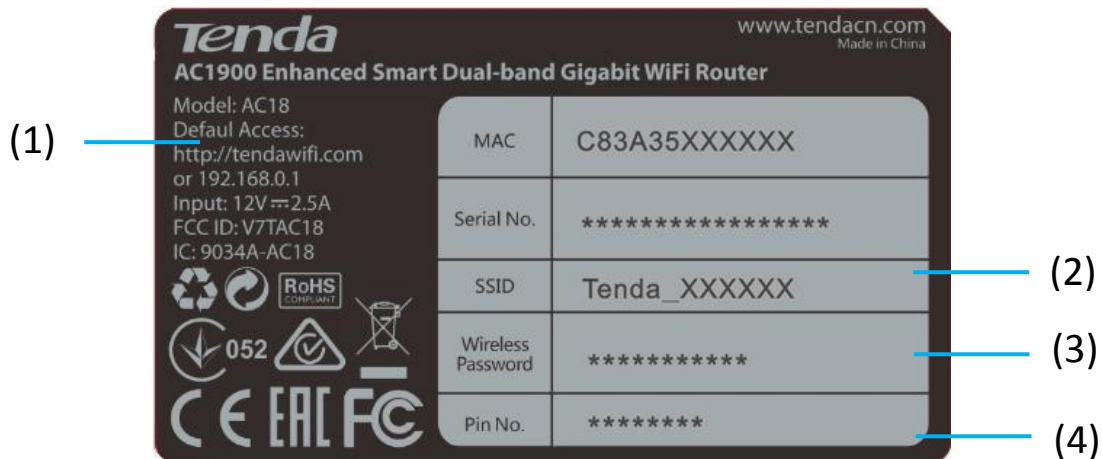 Tenda
www.tendacn.com
Made in China
AC1900 Enhanced Smart Dual-band Gigabit WiFi Router
Model: AC18
Defaul Access:
http://tendawifi.com
or 192.168.0.1
Input: 12V⎓2.5A
FCC ID: V7TAC18
IC: 9034A-AC18
RoHS
COMPLIANT
052
CE EAC FC
MAC C83A35XXXXXX
Serial No. *****************
SSID Tenda_XXXXXX
Wireless
Password ***********
Pin No. ********
(1)
(2)
(3)
(4)